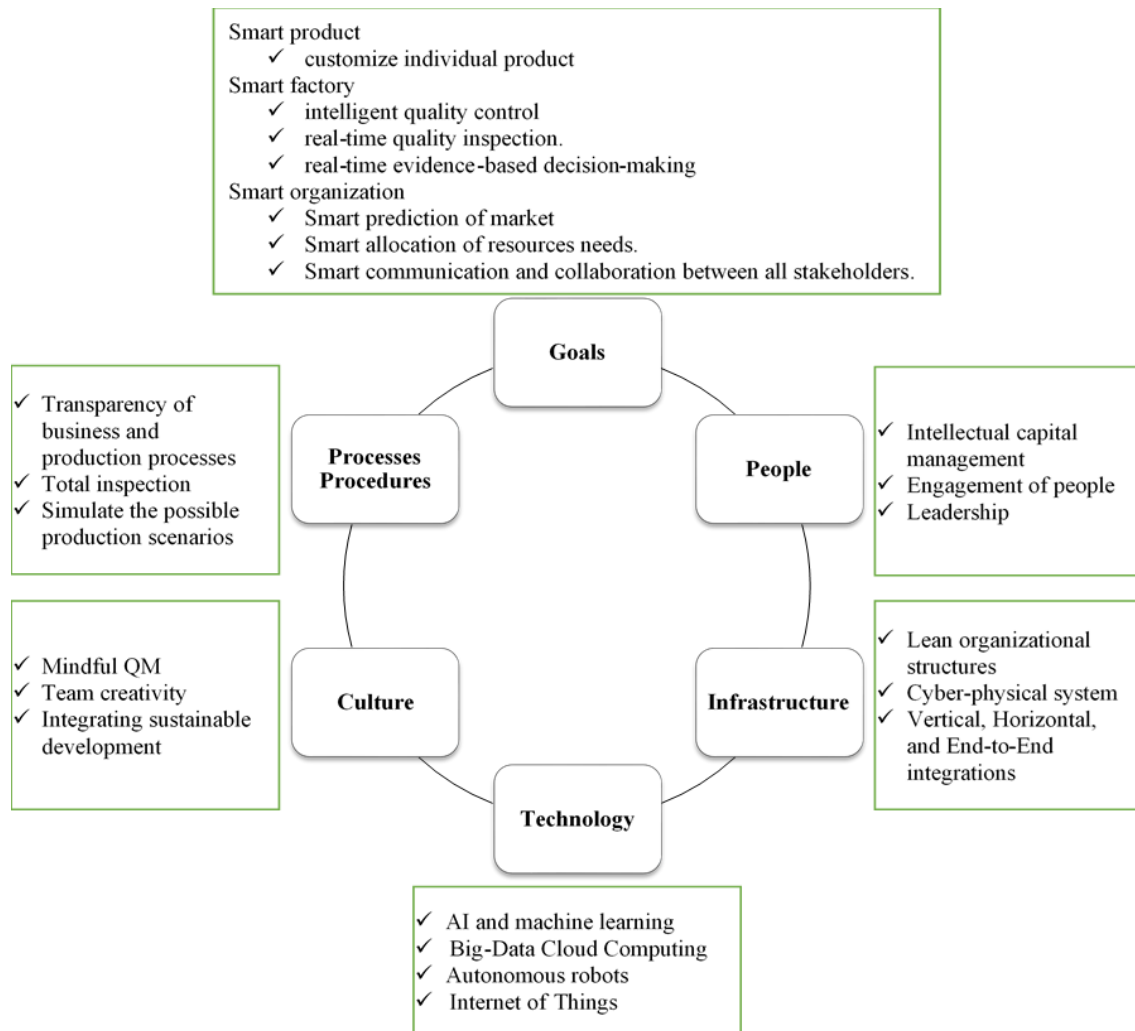 Smart product
✓ customize individual product
Smart factory
✓ intelligent quality control
✓ real-time quality inspection.
✓ real-time evidence-based decision-making
Smart organization
✓ Smart prediction of market
✓ Smart allocation of resources needs.
✓ Smart communication and collaboration between all stakeholders.
Goals
✓ Transparency of
business and
production processes
✓ Total inspection
✓ Simulate the possible
production scenarios
Processes
Procedures
People
✓ Intellectual capital
management
✓ Engagement of people
✓ Leadership
✓ Mindful QM
✓ Team creativity
✓ Integrating sustainable
development
Culture
Infrastructure
✓ Lean organizational
structures
✓ Cyber-physical system
✓ Vertical, Horizontal,
and End-to-End
integrations
Technology
✓ AI and machine learning
✓ Big-Data Cloud Computing
✓ Autonomous robots
✓ Internet of Things